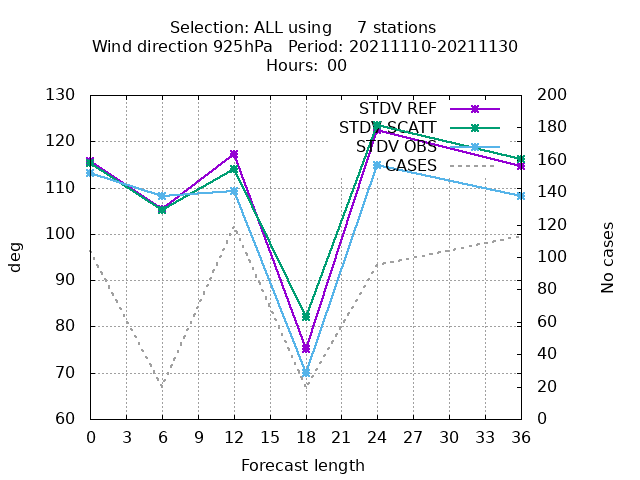 Selection: ALL using     7 stations
Wind direction 925hPa   Period: 20211110-20211130
Hours: 00
130
120
110
100
90
80
70
60
deg
200
180
160
140
120
100
80
60
40
20
0
No cases
STDV REF
STDV SCATT
STDV OBS
CASES
0 3 6 9 12 15 18 21 24 27 30 33 36
Forecast length